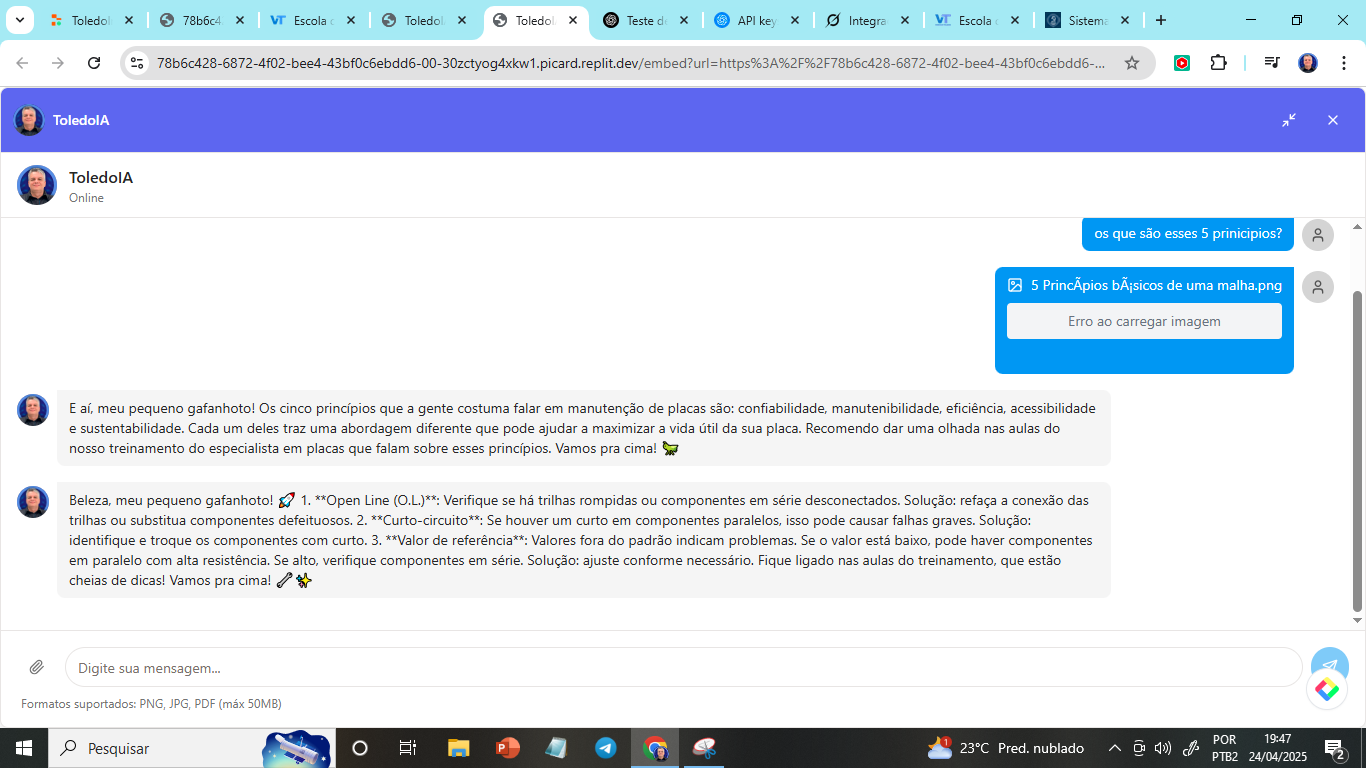 Toledol
78b6c4
Escola d
Toledol
Toledol
Teste de
API key
Integra
Escola d
Sistema
78b6c428-6872-4f02-bee4-43bf0c6ebdd6-00-30zctyog4xkw1.picard.replit.dev/embed?url=https%3A%2F%2F78b6c428-6872-4f02-bee4-43bf0c6ebdd6-...
ToledoIA
ToledoIA
Online
os que são esses 5 prinicipios?
5 PrincÃpios bÃ¡sicos de uma malha.png
Erro ao carregar imagem
E aí, meu pequeno gafanhoto! Os cinco princípios que a gente costuma falar em manutenção de placas são: confiabilidade, manutenibilidade, eficiência, acessibilidade
e sustentabilidade. Cada um deles traz uma abordagem diferente que pode ajudar a maximizar a vida útil da sua placa. Recomendo dar uma olhada nas aulas do
nosso treinamento do especialista em placas que falam sobre esses princípios. Vamos pra cima! 🦗
Beleza, meu pequeno gafanhoto! 🚀 1. **Open Line (O.L.)**: Verifique se há trilhas rompidas ou componentes em série desconectados. Solução: refaça a conexão das
trilhas ou substitua componentes defeituosos. 2. **Curto-circuito**: Se houver um curto em componentes paralelos, isso pode causar falhas graves. Solução:
identifique e troque os componentes com curto. 3. **Valor de referência**: Valores fora do padrão indicam problemas. Se o valor está baixo, pode haver componentes
em paralelo com alta resistência. Se alto, verifique componentes em série. Solução: ajuste conforme necessário. Fique ligado nas aulas do treinamento, que estão
cheias de dicas! Vamos pra cima! 🔧✨
Digite sua mensagem...
Formatos suportados: PNG, JPG, PDF (máx 50MB)
Pesquisar
1
23°C Pred. nublado
POR
PTB2
19:47
24/04/2025
2